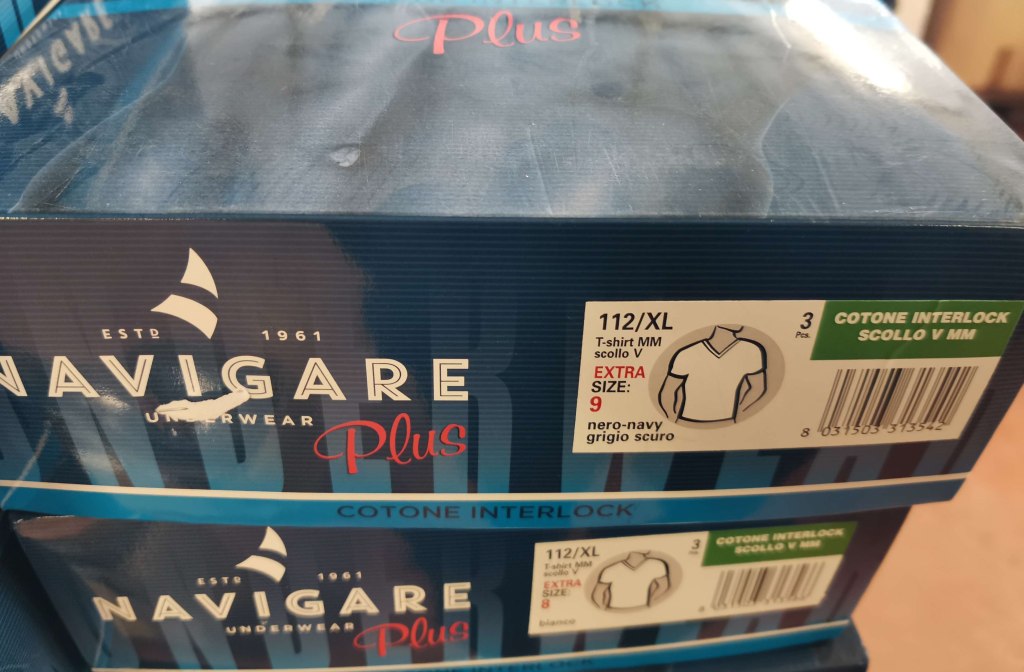 Plus
ESTD 1961
NAVIGARE
UNDERWEAR
Plus
112/XL
T-shirt MM
scollo V
EXTRA
SIZE:
9
nero-navy
grigio scuro
3
Pcs.
COTONE INTERLOCK
SCOLLO V MM
8 031503 313542
COTONE INTERLOCK
ESTD 1961
NAVIGARE
UNDERWEAR
Plus
112/XL
T-shirt MM
scollo V
EXTRA
SIZE:
8
bianco
3
COTONE INTERLOCK
SCOLLO V MM
COTONE INTERLOCK